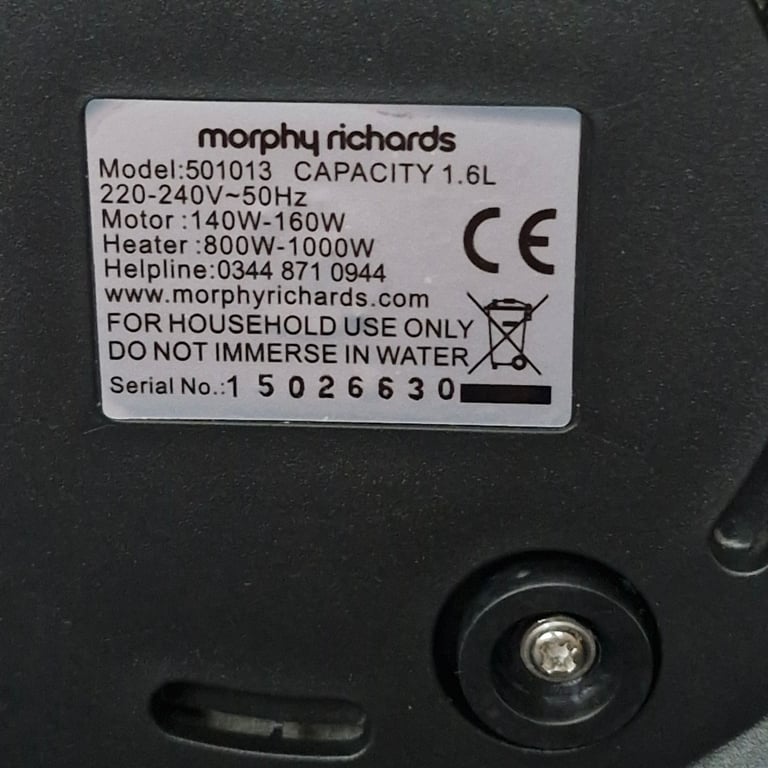 morphy richards
Model:501013 CAPACITY 1.6L
220-240V~50Hz
Motor :140W-160W
Heater :800W-1000W
Helpline:0344 871 0944
www.morphyrichards.com
FOR HOUSEHOLD USE ONLY
DO NOT IMMERSE IN WATER
Serial No.:15026630
CE